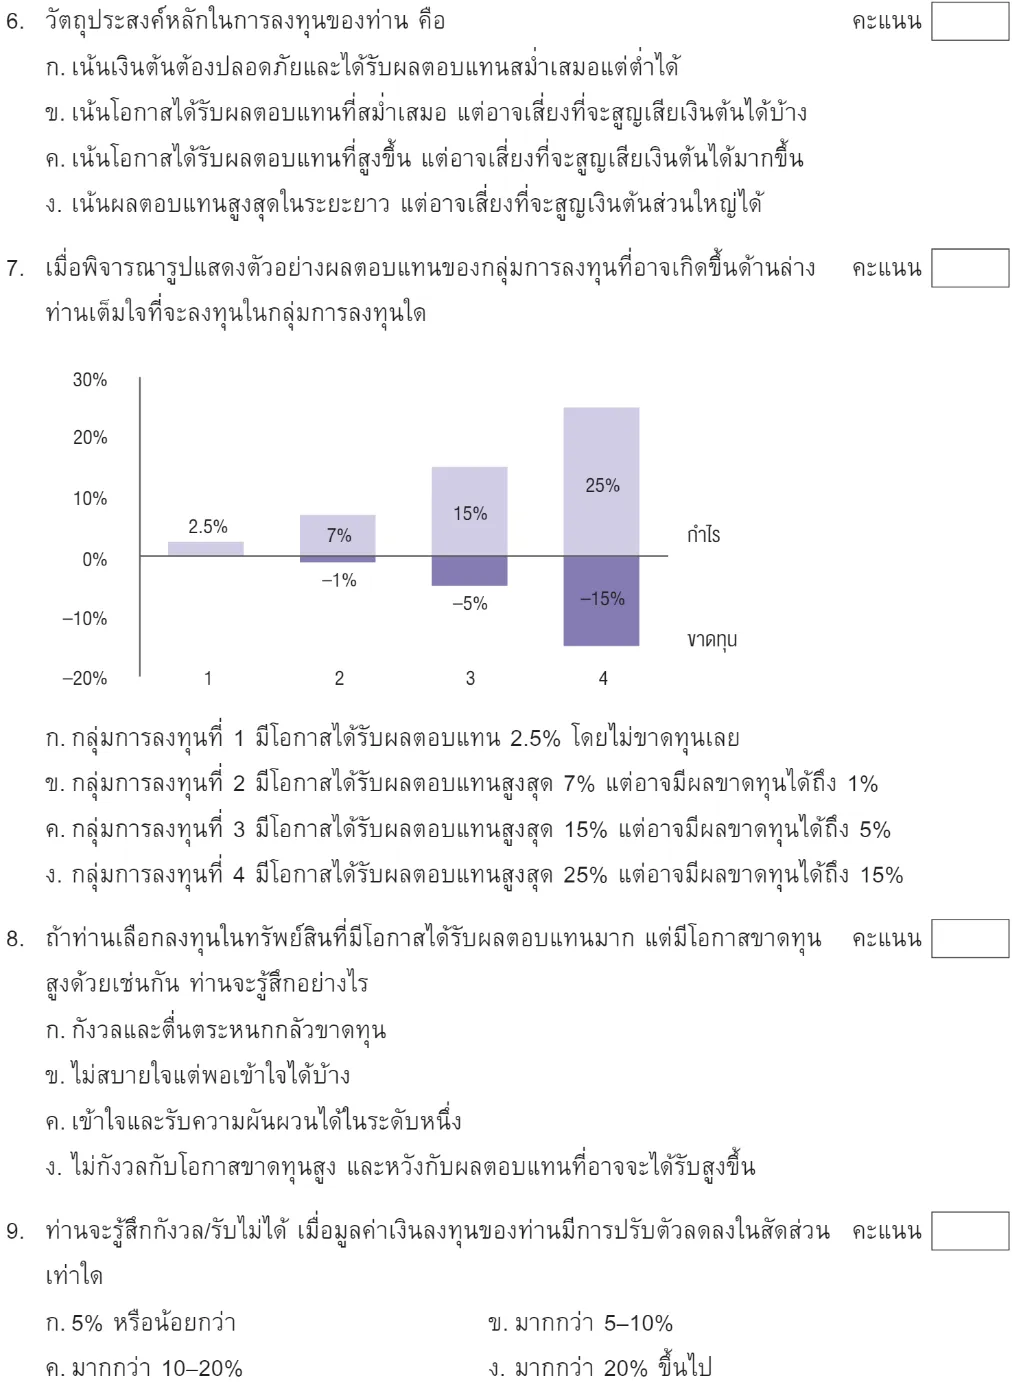 6. วัตถุประสงค์หลักในการลงทุนของท่าน คือ คะแนน
ก. เน้นเงินต้นต้องปลอดภัยและได้รับผลตอบแทนสม่ำเสมอแต่ต่ำได้
ข. เน้นโอกาสได้รับผลตอบแทนที่สม่ำเสมอ แต่อาจเสี่ยงที่จะสูญเสียเงินต้นได้บ้าง
ค. เน้นโอกาสได้รับผลตอบแทนที่สูงขึ้น แต่อาจเสี่ยงที่จะสูญเสียเงินต้นได้มากขึ้น
ง. เน้นผลตอบแทนสูงสุดในระยะยาว แต่อาจเสี่ยงที่จะสูญเงินต้นส่วนใหญ่ได้
7. เมื่อพิจารณารูปแสดงตัวอย่างผลตอบแทนของกลุ่มการลงทุนที่อาจเกิดขึ้นด้านล่าง คะแนน
ท่านเต็มใจที่จะลงทุนในกลุ่มการลงทุนใด
30%
20%
10%
0%
–10%
–20%
2.5%
7%
–1%
15%
–5%
25%
–15%
กำไร
ขาดทุน
1 2 3 4
ก. กลุ่มการลงทุนที่ 1 มีโอกาสได้รับผลตอบแทน 2.5% โดยไม่ขาดทุนเลย
ข. กลุ่มการลงทุนที่ 2 มีโอกาสได้รับผลตอบแทนสูงสุด 7% แต่อาจมีผลขาดทุนได้ถึง 1%
ค. กลุ่มการลงทุนที่ 3 มีโอกาสได้รับผลตอบแทนสูงสุด 15% แต่อาจมีผลขาดทุนได้ถึง 5%
ง. กลุ่มการลงทุนที่ 4 มีโอกาสได้รับผลตอบแทนสูงสุด 25% แต่อาจมีผลขาดทุนได้ถึง 15%
8. ถ้าท่านเลือกลงทุนในทรัพย์สินที่มีโอกาสได้รับผลตอบแทนมาก แต่มีโอกาสขาดทุน คะแนน
สูงด้วยเช่นกัน ท่านจะรู้สึกอย่างไร
ก. กังวลและตื่นตระหนกกลัวขาดทุน
ข. ไม่สบายใจแต่พอเข้าใจได้บ้าง
ค. เข้าใจและรับความผันผวนได้ในระดับหนึ่ง
ง. ไม่กังวลกับโอกาสขาดทุนสูง และหวังกับผลตอบแทนที่อาจจะได้รับสูงขึ้น
9. ท่านจะรู้สึกกังวล/รับไม่ได้ เมื่อมูลค่าเงินลงทุนของท่านมีการปรับตัวลดลงในสัดส่วน คะแนน
เท่าใด
ก. 5% หรือน้อยกว่า ข. มากกว่า 5–10%
ค. มากกว่า 10–20% ง. มากกว่า 20% ขึ้นไป